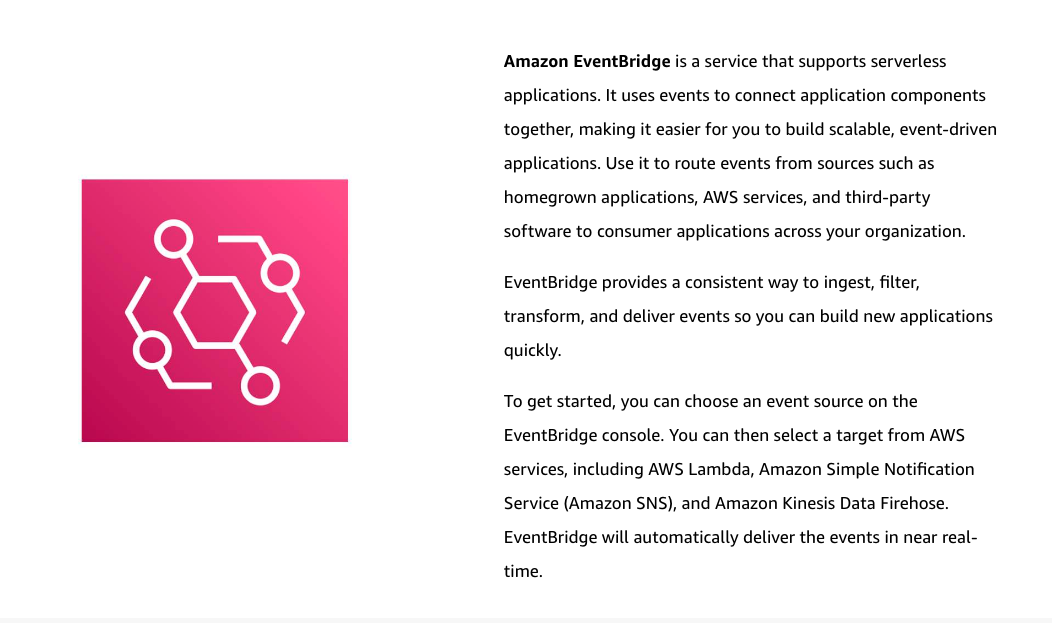 Amazon EventBridge is a service that supports serverless
applications. It uses events to connect application components
together, making it easier for you to build scalable, event-driven
applications. Use it to route events from sources such as
homegrown applications, AWS services, and third-party
software to consumer applications across your organization.
EventBridge provides a consistent way to ingest, filter,
transform, and deliver events so you can build new applications
quickly.
To get started, you can choose an event source on the
EventBridge console. You can then select a target from AWS
services, including AWS Lambda, Amazon Simple Notification
Service (Amazon SNS), and Amazon Kinesis Data Firehose.
EventBridge will automatically deliver the events in near real-
time.